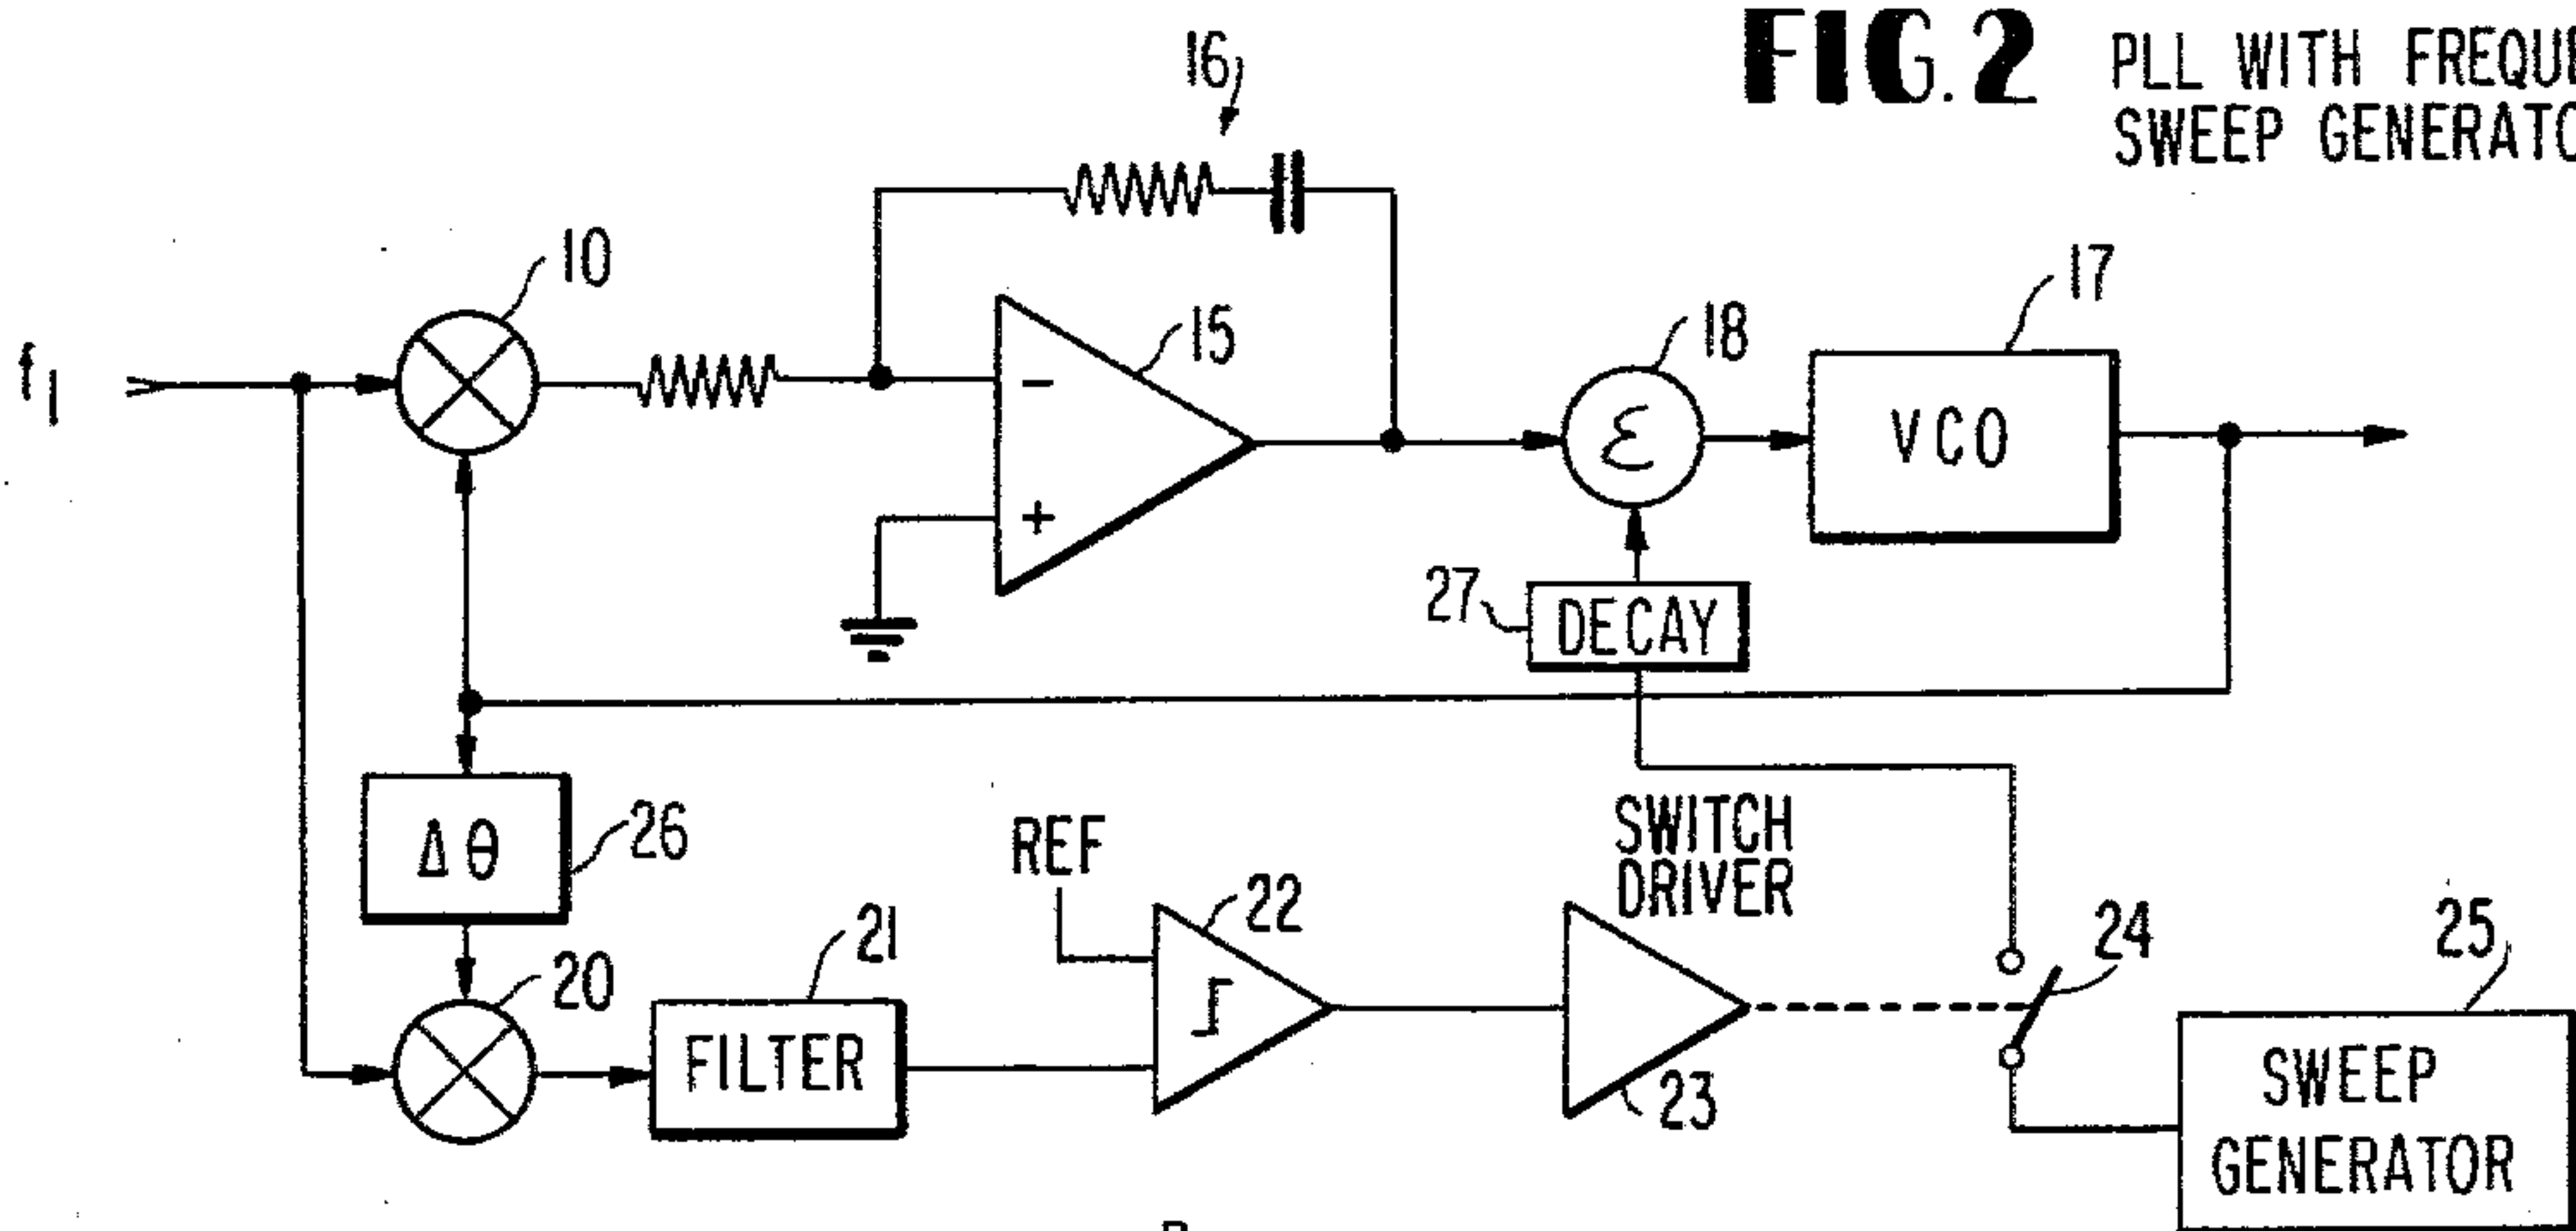 FIG. 2 PLL WITH FREQUE
SWEEP GENERATO
16
10
f1
15
18
17
-
+
Σ
VCO
27
DECAY
Δθ
26
REF
22
SWITCH
DRIVER
24
25
20
21
FILTER
23
SWEEP
GENERATOR